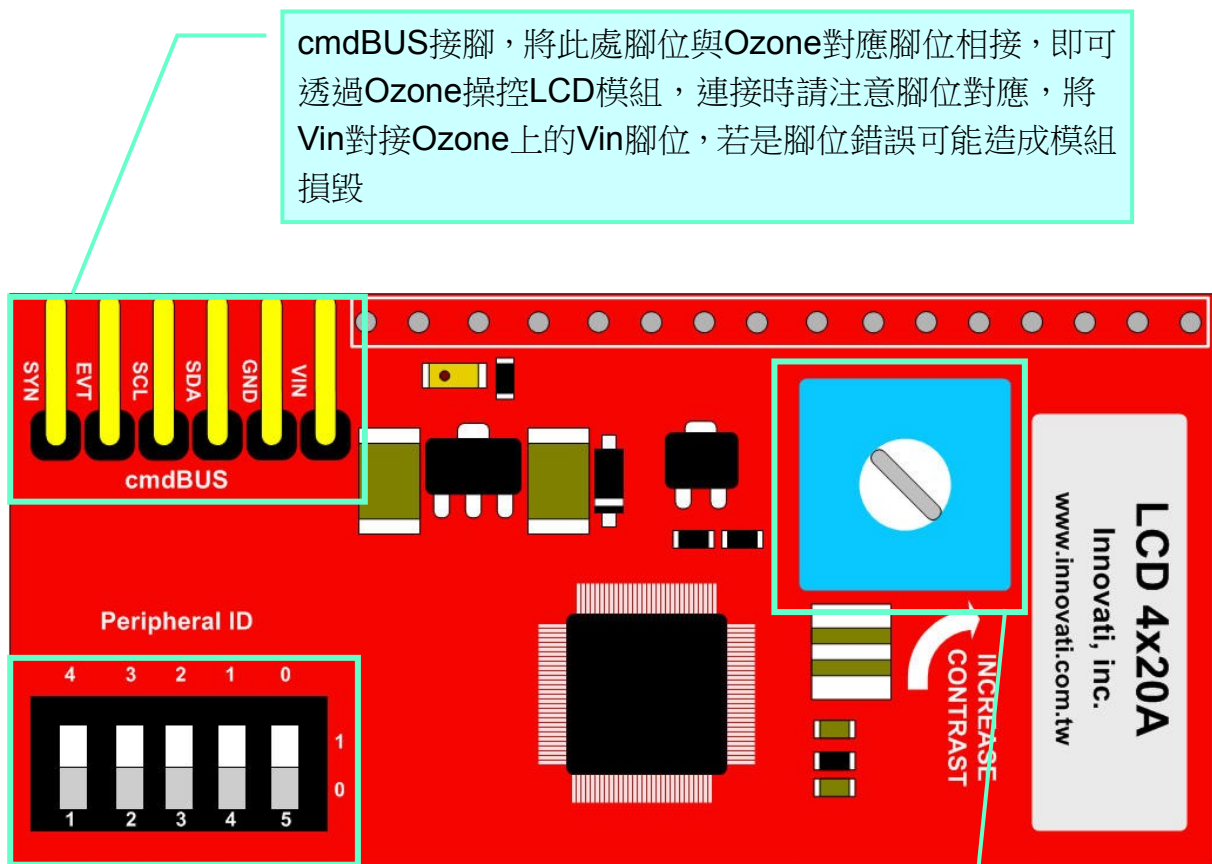 cmdBUS接腳，將此處腳位與Ozone對應腳位相接，即可
透過Ozone操控LCD模組，連接時請注意腳位對應，將
Vin對接Ozone上的Vin腳位，若是腳位錯誤可能造成模組
損毀
SYN
EVT
SCL
SDA
GND
VIN
cmdBUS
Peripheral ID
4 3 2 1 0
1
0
1 2 3 4 5
INCREASE
CONTRAST
LCD 4x20A
Innovati, inc.
www.innovati.com.tw